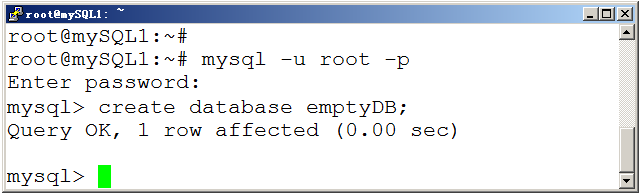 root@mySQL1: ~
root@mySQL1:~#
root@mySQL1:~# mysql -u root -p
Enter password:
mysql> create database emptyDB;
Query OK, 1 row affected (0.00 sec)
mysql>